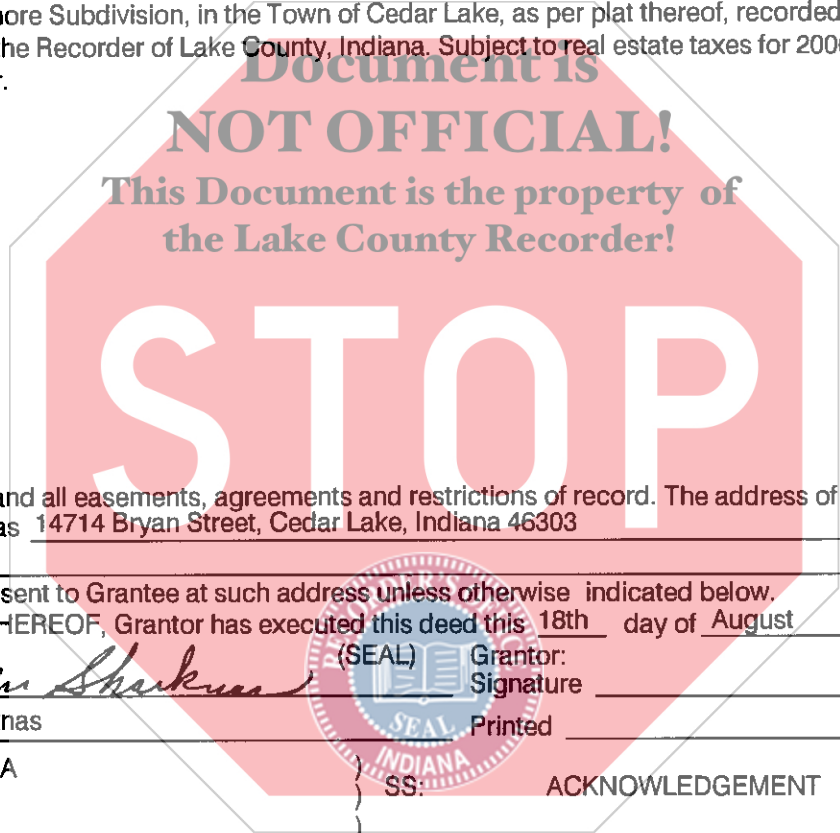 ore Subdivision, in the Town of Cedar Lake, as per plat thereof, recorded
he Recorder of Lake County, Indiana. Subject to real estate taxes for 200
r.
Document is
NOT OFFICIAL!
This Document is the property of
the Lake County Recorder!
STOP
and all easements, agreements and restrictions of record. The address of
as 14714 Bryan Street, Cedar Lake, Indiana 46303
sent to Grantee at such address unless otherwise indicated below.
HEREOF, Grantor has executed this deed this 18th day of August
(SEAL) Grantor:
Signature
nas Printed
A ) SS: ACKNOWLEDGEMENT
)
)
RECORDER'S OFFICE
SEAL
INDIANA